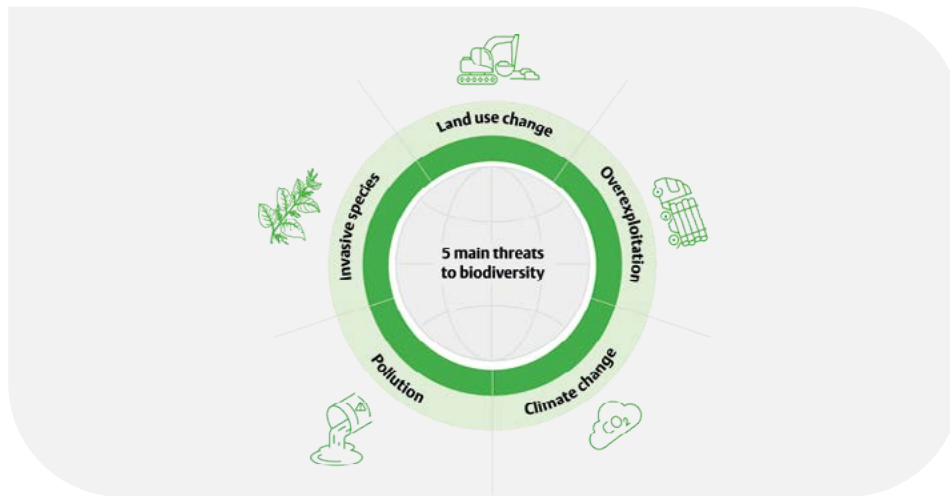 Land use change
Overexploitation
Climate change
CO2
Pollution
Invasive species
5 main threats
to biodiversity